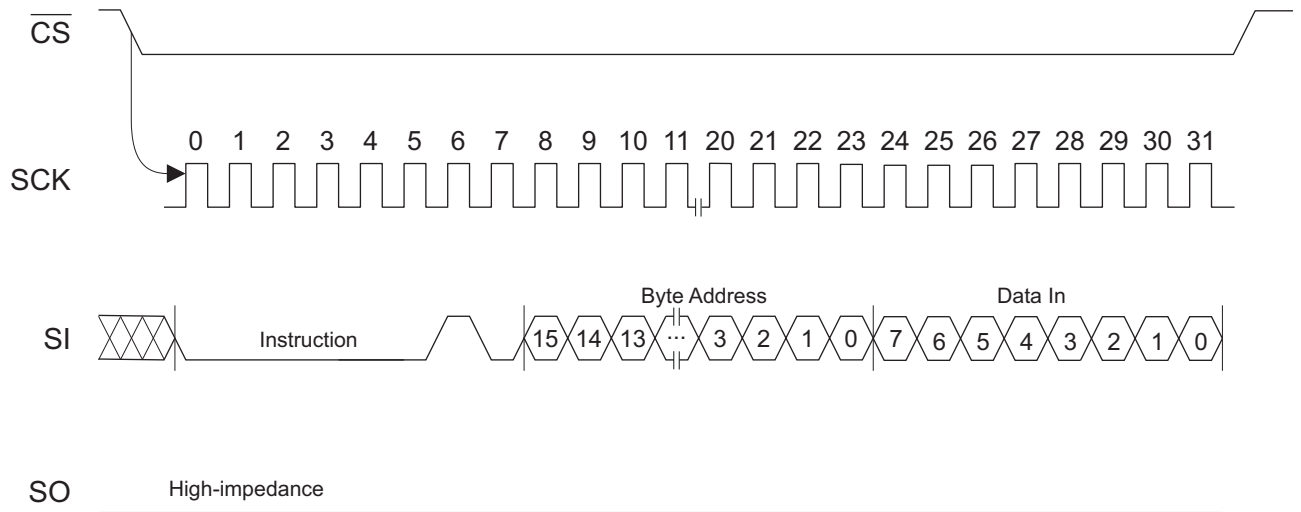 CS
0 1 2 3 4 5 6 7 8 9 10 11 20 21 22 23 24 25 26 27 28 29 30 31
SCK
Byte Address Data In
SI Instruction 15 14 13 ... 3 2 1 0 7 6 5 4 3 2 1 0
SO High-impedance